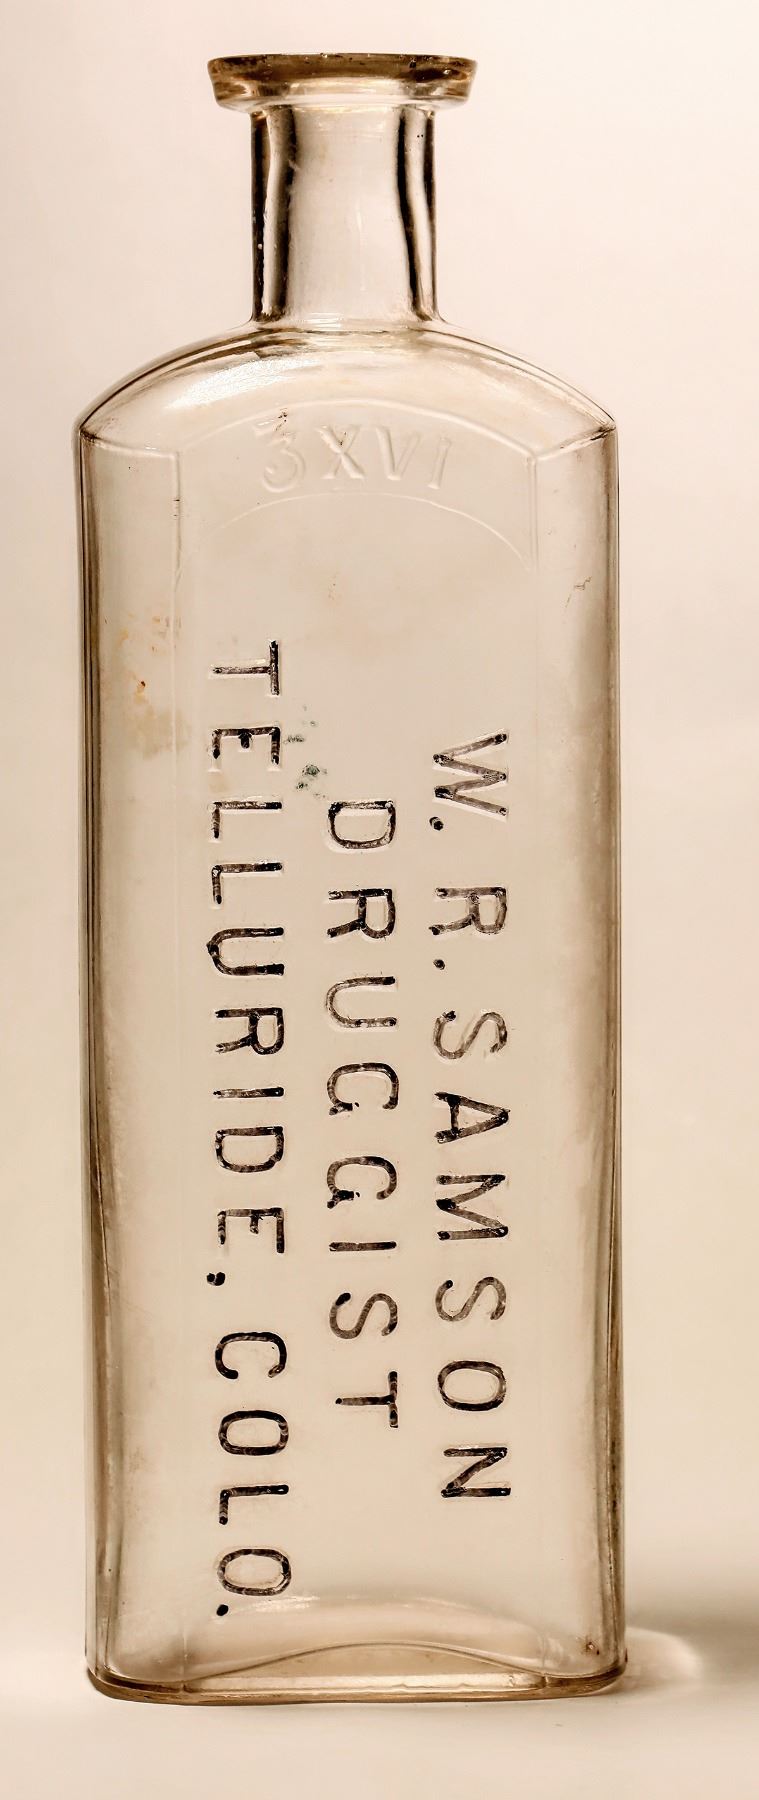 ℥XVI
W. R. SAMSON
DRUGGIST
TELLURIDE, COLO.